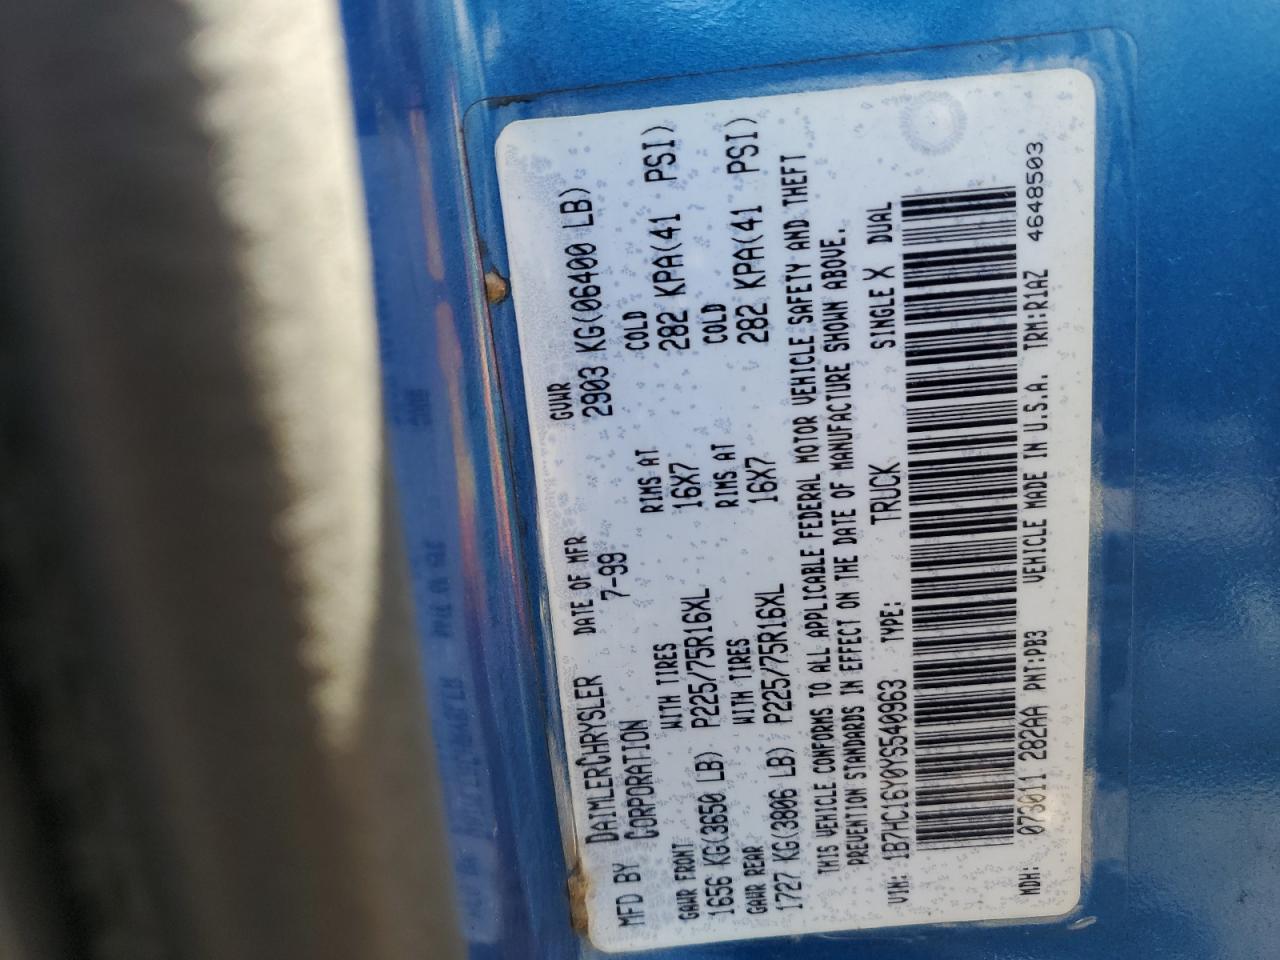 MFD BY DAIMLERCHRYSLER CORPORATION
DATE OF MFR 7-99
GVWR 2903 KG(06400 LB)
GAWR FRONT WITH TIRES RIMS AT COLD
1656 KG(3650 LB) P225/75R16XL 16X7 282 KPA(41 PSI)
GAWR REAR WITH TIRES RIMS AT COLD
1727 KG(3806 LB) P225/75R16XL 16X7 282 KPA(41 PSI)
THIS VEHICLE CONFORMS TO ALL APPLICABLE FEDERAL MOTOR VEHICLE SAFETY AND THEFT
PREVENTION STANDARDS IN EFFECT ON THE DATE OF MANUFACTURE SHOWN ABOVE.
VIN: 1B7HC16Y0YS540963 TYPE: TRUCK SINGLE X DUAL
MDH: 073011 282AA PNT:PB3 VEHICLE MADE IN U.S.A. TRM:R1AZ 4648503